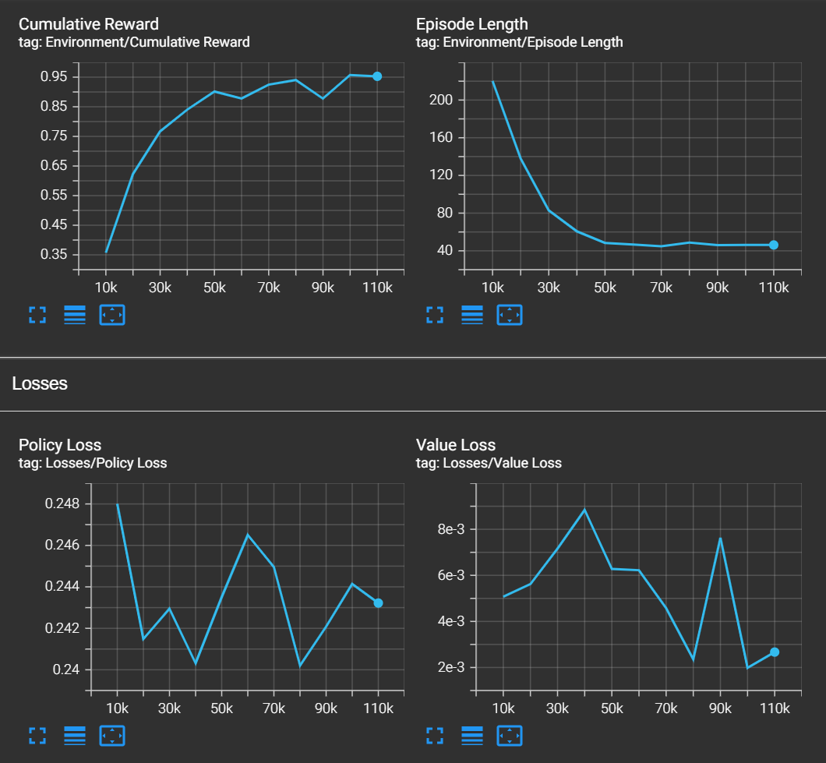 Cumulative Reward
tag: Environment/Cumulative Reward
0.95
0.85
0.75
0.65
0.55
0.45
0.35
10k 30k 50k 70k 90k 110k
Episode Length
tag: Environment/Episode Length
200
160
120
80
40
10k 30k 50k 70k 90k 110k
Losses
Policy Loss
tag: Losses/Policy Loss
0.248
0.246
0.244
0.242
0.24
10k 30k 50k 70k 90k 110k
Value Loss
tag: Losses/Value Loss
8e-3
6e-3
4e-3
2e-3
10k 30k 50k 70k 90k 110k